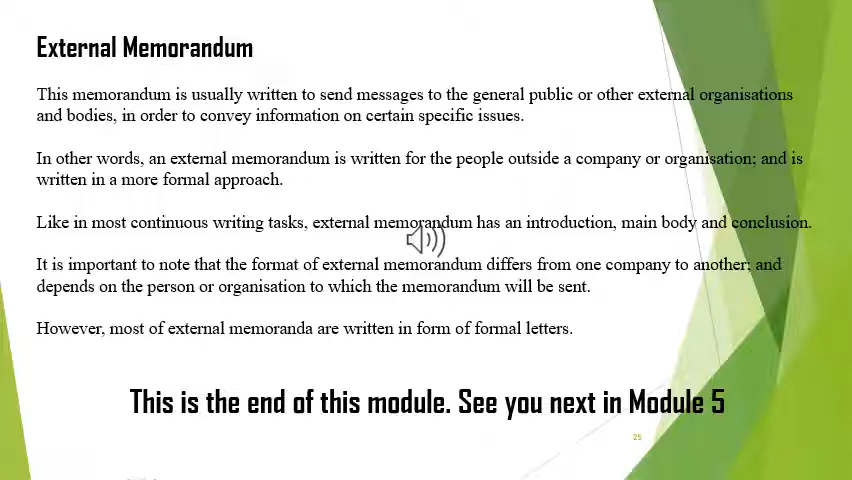 External Memorandum
This memorandum is usually written to send messages to the general public or other external organisations
and bodies, in order to convey information on certain specific issues.
In other words, an external memorandum is written for the people outside a company or organisation; and is
written in a more formal approach.
Like in most continuous writing tasks, external memorandum has an introduction, main body and conclusion.
It is important to note that the format of external memorandum differs from one company to another; and
depends on the person or organisation to which the memorandum will be sent.
However, most of external memoranda are written in form of formal letters.
This is the end of this module. See you next in Module 5
25